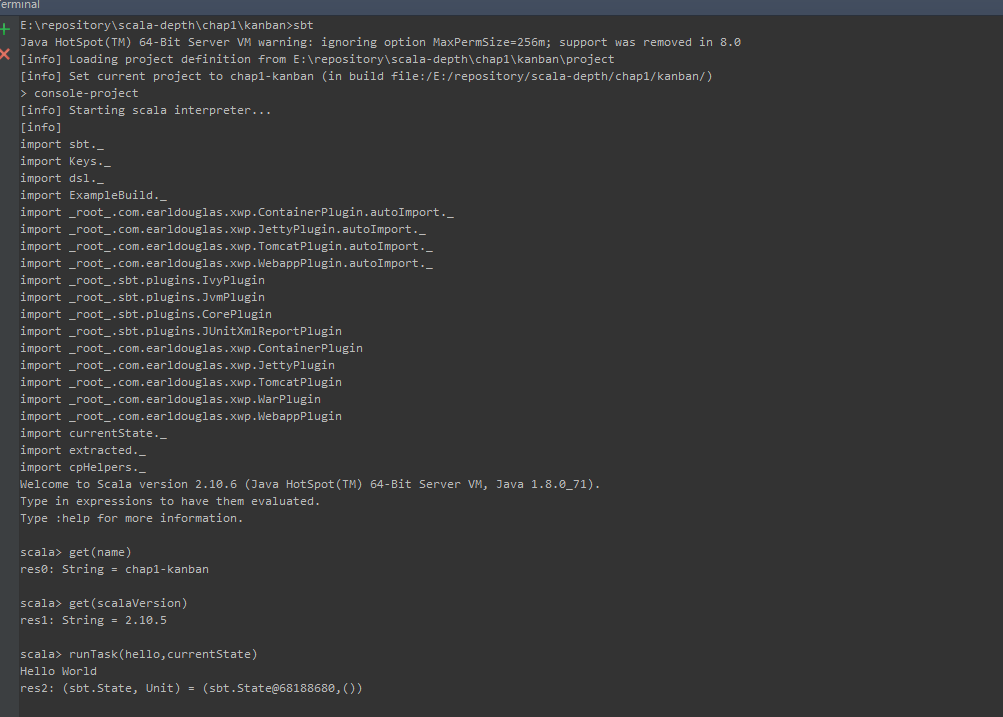 Terminal
E:\repository\scala-depth\chap1\kanban>sbt
Java HotSpot(TM) 64-Bit Server VM warning: ignoring option MaxPermSize=256m; support was removed in 8.0
[info] Loading project definition from E:\repository\scala-depth\chap1\kanban\project
[info] Set current project to chap1-kanban (in build file:/E:/repository/scala-depth/chap1/kanban/)
> console-project
[info] Starting scala interpreter...
[info]
import sbt._
import Keys._
import dsl._
import ExampleBuild._
import _root_.com.earldouglas.xwp.ContainerPlugin.autoImport._
import _root_.com.earldouglas.xwp.JettyPlugin.autoImport._
import _root_.com.earldouglas.xwp.TomcatPlugin.autoImport._
import _root_.com.earldouglas.xwp.WebappPlugin.autoImport._
import _root_.sbt.plugins.IvyPlugin
import _root_.sbt.plugins.JvmPlugin
import _root_.sbt.plugins.CorePlugin
import _root_.sbt.plugins.JUnitXmlReportPlugin
import _root_.com.earldouglas.xwp.ContainerPlugin
import _root_.com.earldouglas.xwp.JettyPlugin
import _root_.com.earldouglas.xwp.TomcatPlugin
import _root_.com.earldouglas.xwp.WarPlugin
import _root_.com.earldouglas.xwp.WebappPlugin
import currentState._
import extracted._
import cpHelpers._
Welcome to Scala version 2.10.6 (Java HotSpot(TM) 64-Bit Server VM, Java 1.8.0_71).
Type in expressions to have them evaluated.
Type :help for more information.
scala> get(name)
res0: String = chap1-kanban
scala> get(scalaVersion)
res1: String = 2.10.5
scala> runTask(hello,currentState)
Hello World
res2: (sbt.State, Unit) = (sbt.State@68188680,())